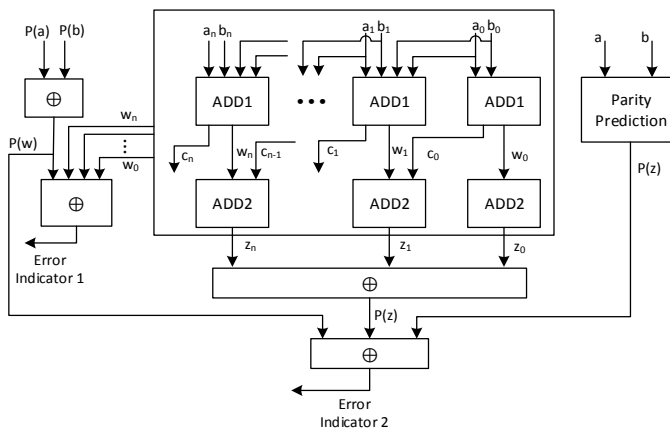 P(a) P(b)
a_n b_n
a_1 b_1
a_0 b_0
a
b
⊕
ADD1
•••
ADD1
ADD1
Parity
Prediction
P(w)
w_n
⋮
w_0
c_n
w_n
c_{n-1}
c_1
w_1
c_0
w_0
P(z)
⊕
ADD2
ADD2
ADD2
Error
Indicator 1
z_n
z_1
z_0
⊕
P(z)
⊕
Error
Indicator 2